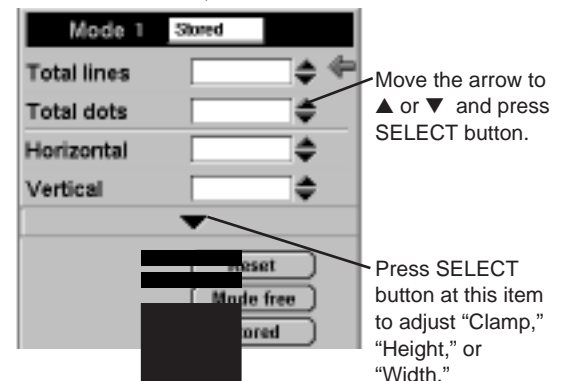 Mode 1 Stored
Total lines
Total dots
Horizontal
Vertical
Mode free
Move the arrow to
▲ or ▼ and press
SELECT button.
Press SELECT
button at this item
to adjust “Clamp,”
“Height,” or
“Width.”